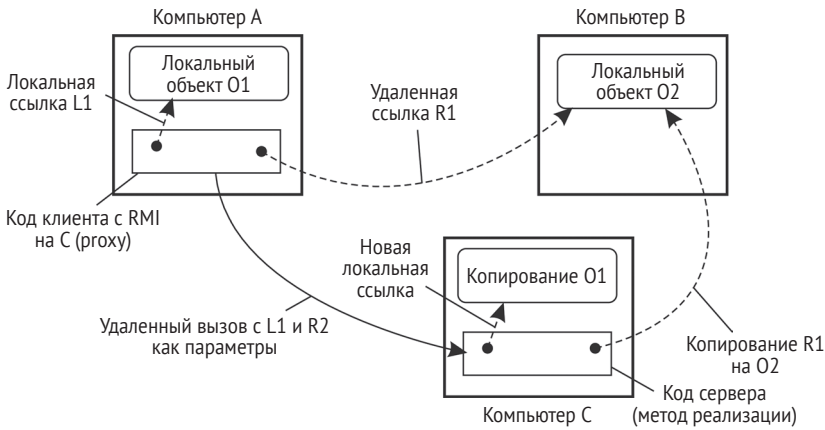 Компьютер A
Компьютер B
Локальный
объект O1
Локальный
объект O2
Локальная
ссылка L1
Удаленная
ссылка R1
Код клиента с RMI
на C (proxy)
Новая
локальная
ссылка
Копирование O1
Удаленный вызов с L1 и R2
как параметры
Копирование R1
на O2
Код сервера
(метод реализации)
Компьютер C